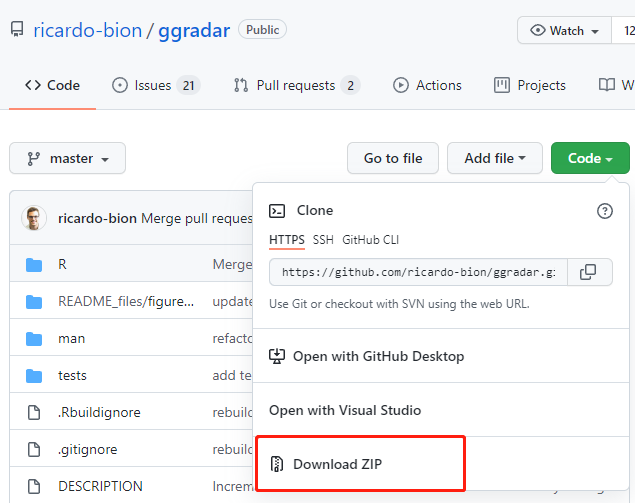 ricardo-bion / ggradar Public Watch 12
Code Issues 21 Pull requests 2 Actions Projects W
master Go to file Add file Code
ricardo-bion Merge pull reques
Clone
HTTPS SSH GitHub CLI
R Merge
https://github.com/ricardo-bion/ggradar.gi
README_files/figure... update
Use Git or checkout with SVN using the web URL.
man refacto
Open with GitHub Desktop
tests add te
.Rbuildignore rebuild
Open with Visual Studio
.gitignore rebuild
Download ZIP
DESCRIPTION Increm